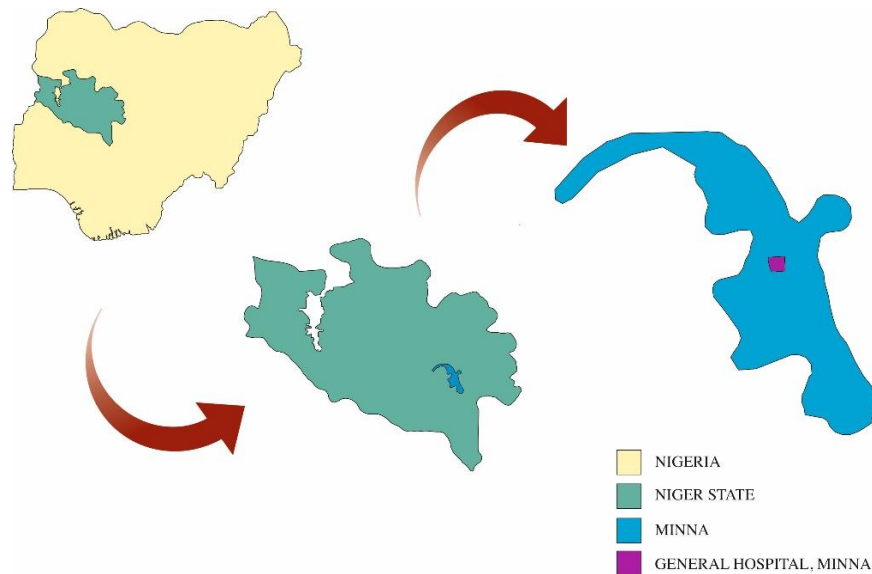 NIGERIA
NIGER STATE
MINNA
GENERAL HOSPITAL, MINNA